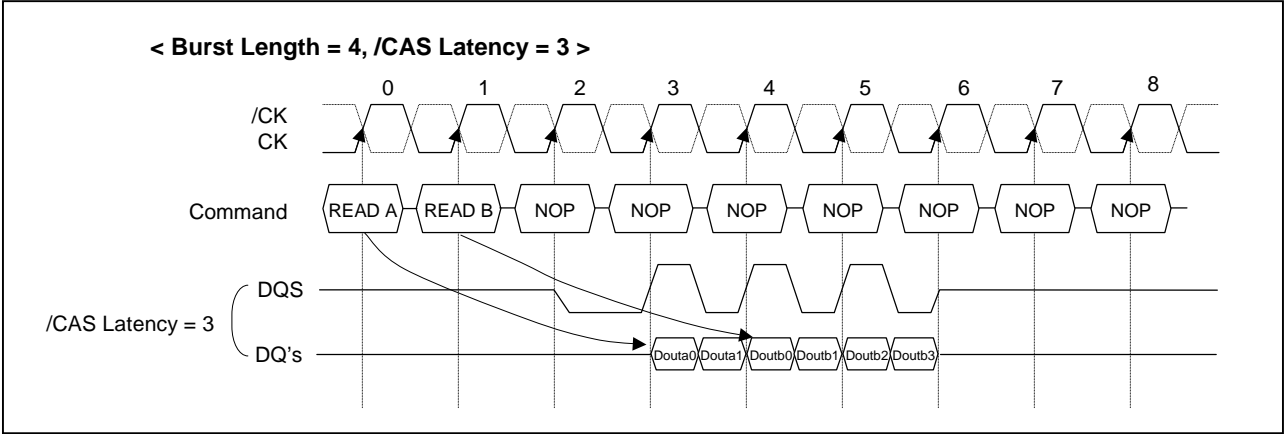 < Burst Length = 4, /CAS Latency = 3 >
0 1 2 3 4 5 6 7 8
/CK
CK
Command READ A READ B NOP NOP NOP NOP NOP NOP NOP
DQS
/CAS Latency = 3
DQ's Douta0 Douta1 Doutb0 Doutb1 Doutb2 Doutb3